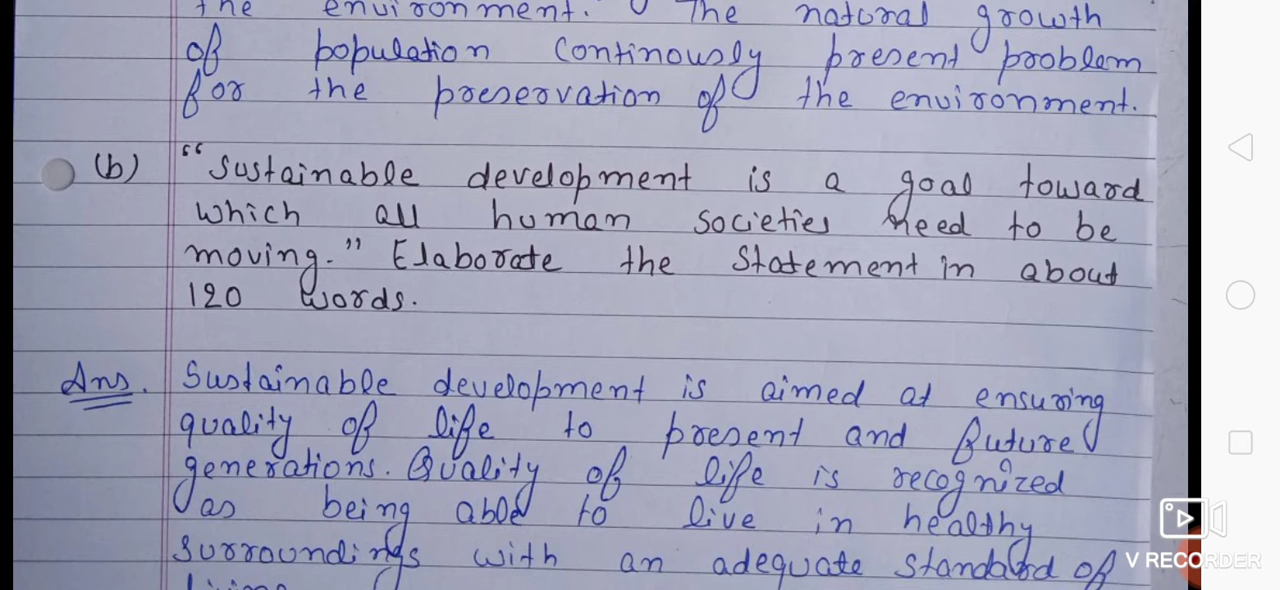 the environment. The natural growth
of population continously present problem
for the preservation of the environment.
(b) "Sustainable development is a goal toward
which all human societies need to be
moving." Elaborate the statement in about
120 words.
Ans. Sustainable development is aimed at ensuring
quality of life to present and future
generations. Quality of life is recognized
as being able to live in healthy
surroundings with an adequate standard of
living
V RECORDER